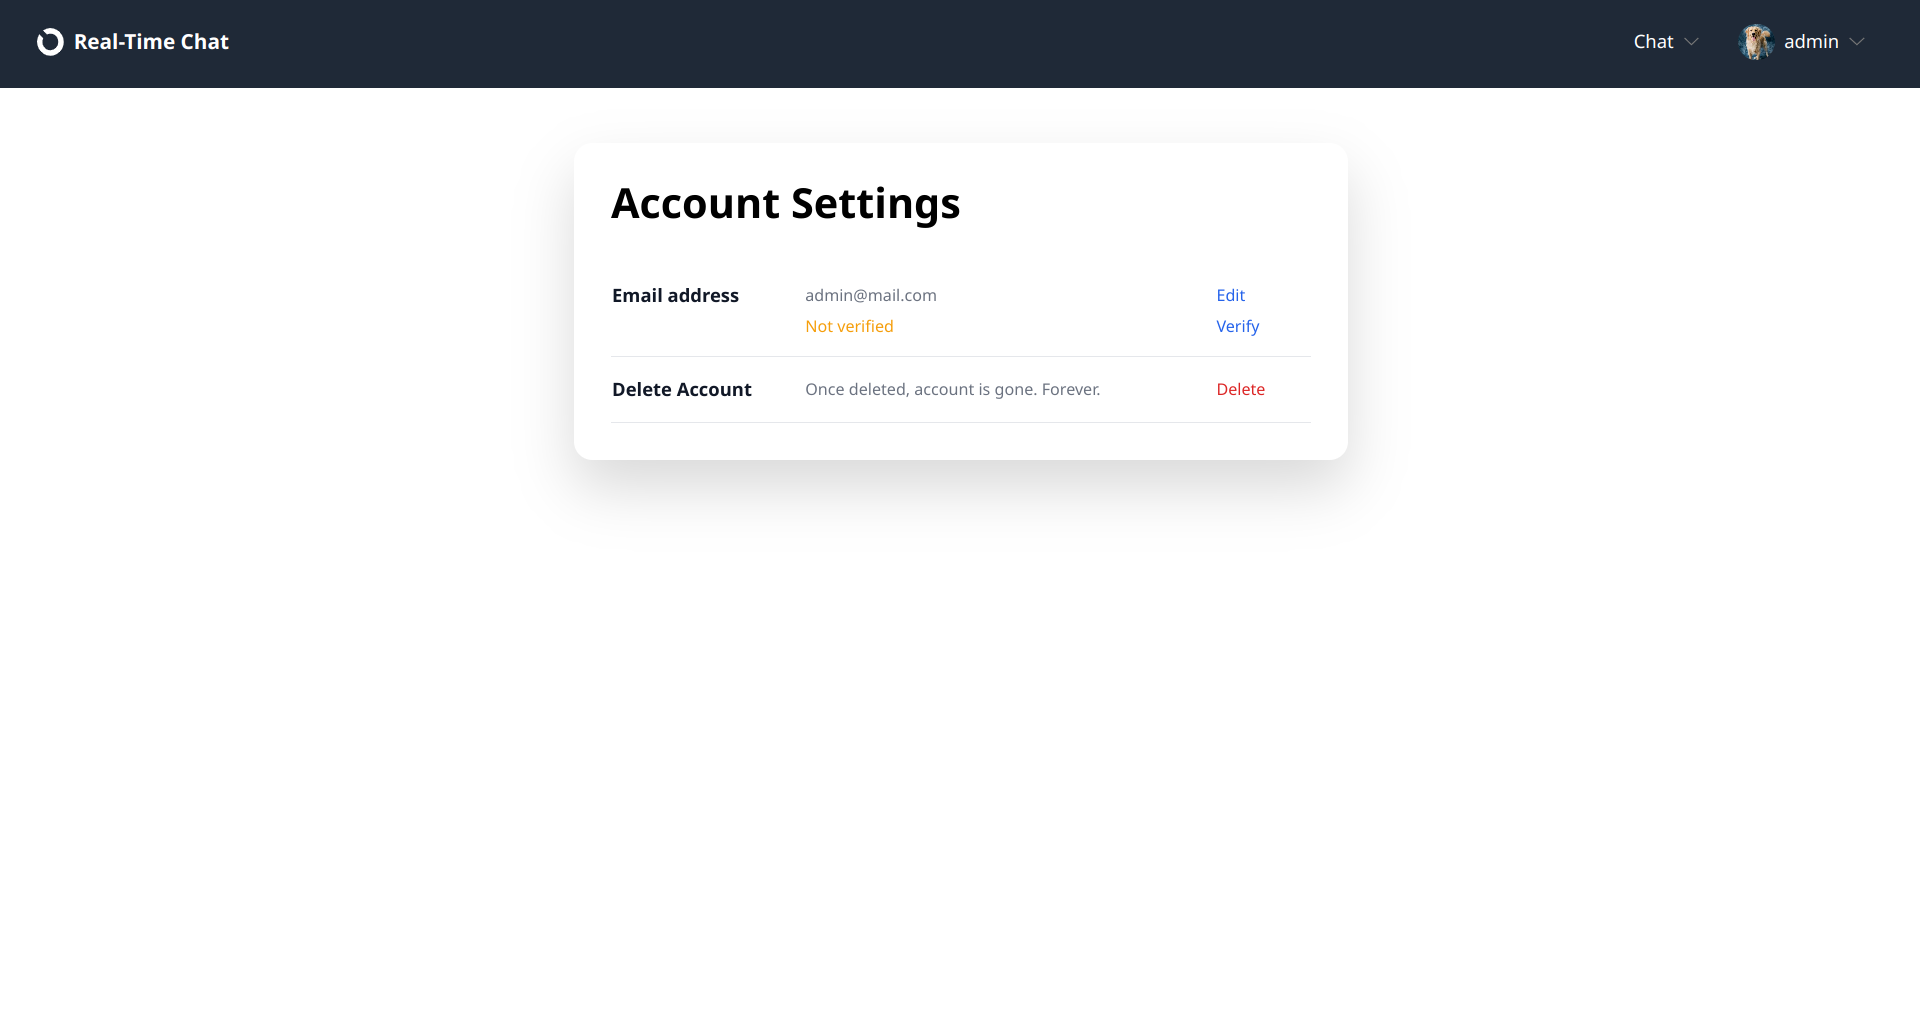 Real-Time Chat
Chat
admin
Account Settings
Email address
admin@mail.com
Edit
Not verified
Verify
Delete Account
Once deleted, account is gone. Forever.
Delete